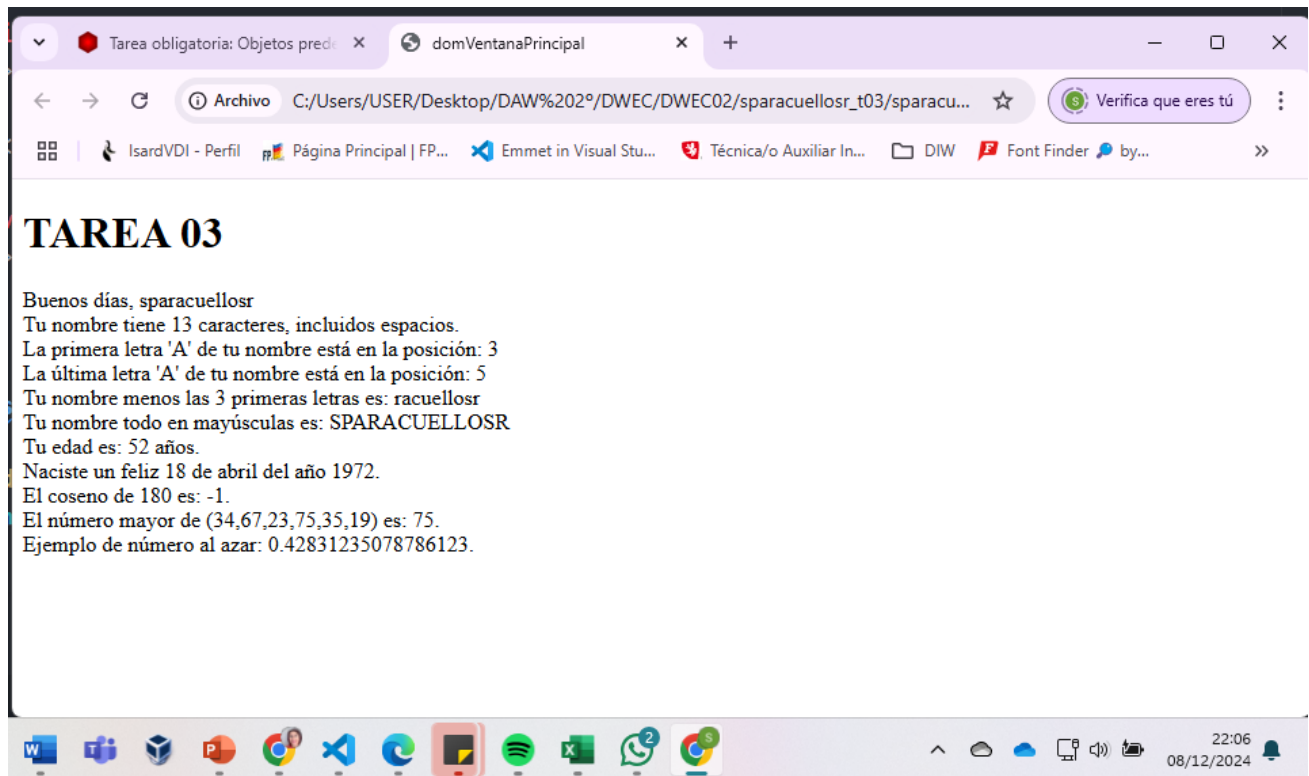 Tarea obligatoria: Objetos prede
domVentanaPrincipal
Archivo C:/Users/USER/Desktop/DAW%202º/DWEC/DWEC02/sparacuellosr_t03/sparacu...
Verifica que eres tú
IsardVDI - Perfil
Página Principal | FP...
Emmet in Visual Stu...
Técnica/o Auxiliar In...
DIW
Font Finder 🔎 by...
TAREA 03
Buenos días, sparacuellosr
Tu nombre tiene 13 caracteres, incluidos espacios.
La primera letra 'A' de tu nombre está en la posición: 3
La última letra 'A' de tu nombre está en la posición: 5
Tu nombre menos las 3 primeras letras es: racuellosr
Tu nombre todo en mayúsculas es: SPARACUELLOSR
Tu edad es: 52 años.
Naciste un feliz 18 de abril del año 1972.
El coseno de 180 es: -1.
El número mayor de (34,67,23,75,35,19) es: 75.
Ejemplo de número al azar: 0.42831235078786123.
22:06
08/12/2024